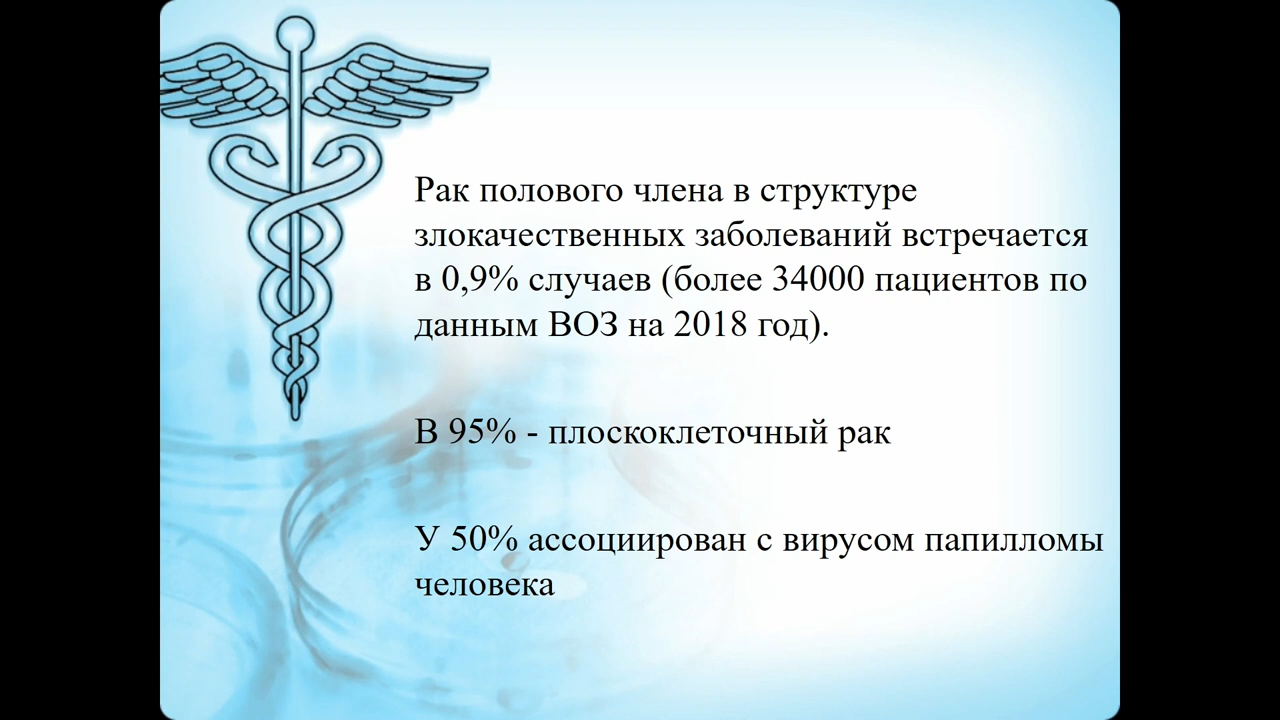 Рак полового члена в структуре
злокачественных заболеваний встречается
в 0,9% случаев (более 34000 пациентов по
данным ВОЗ на 2018 год).
В 95% - плоскоклеточный рак
У 50% ассоциирован с вирусом папилломы
человека